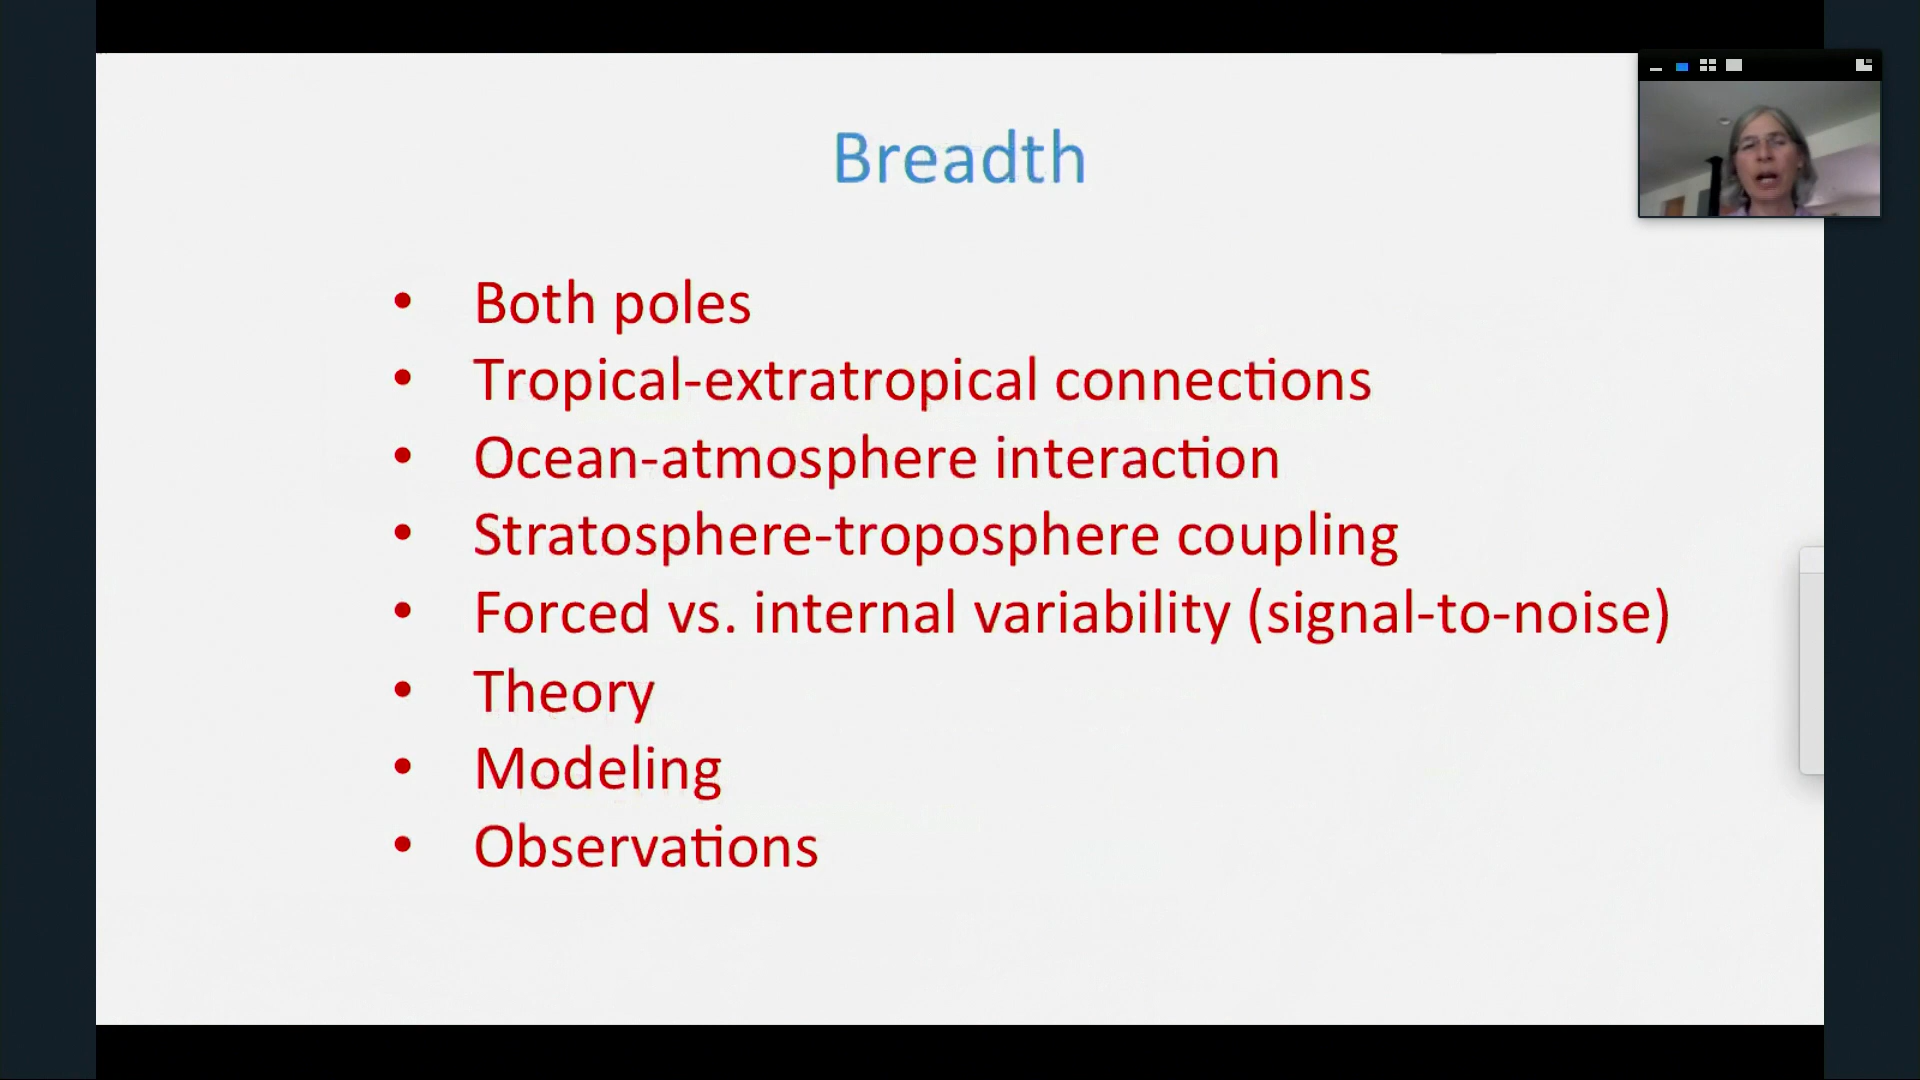 Breadth
• Both poles
• Tropical-extratropical connections
• Ocean-atmosphere interaction
• Stratosphere-troposphere coupling
• Forced vs. internal variability (signal-to-noise)
• Theory
• Modeling
• Observations